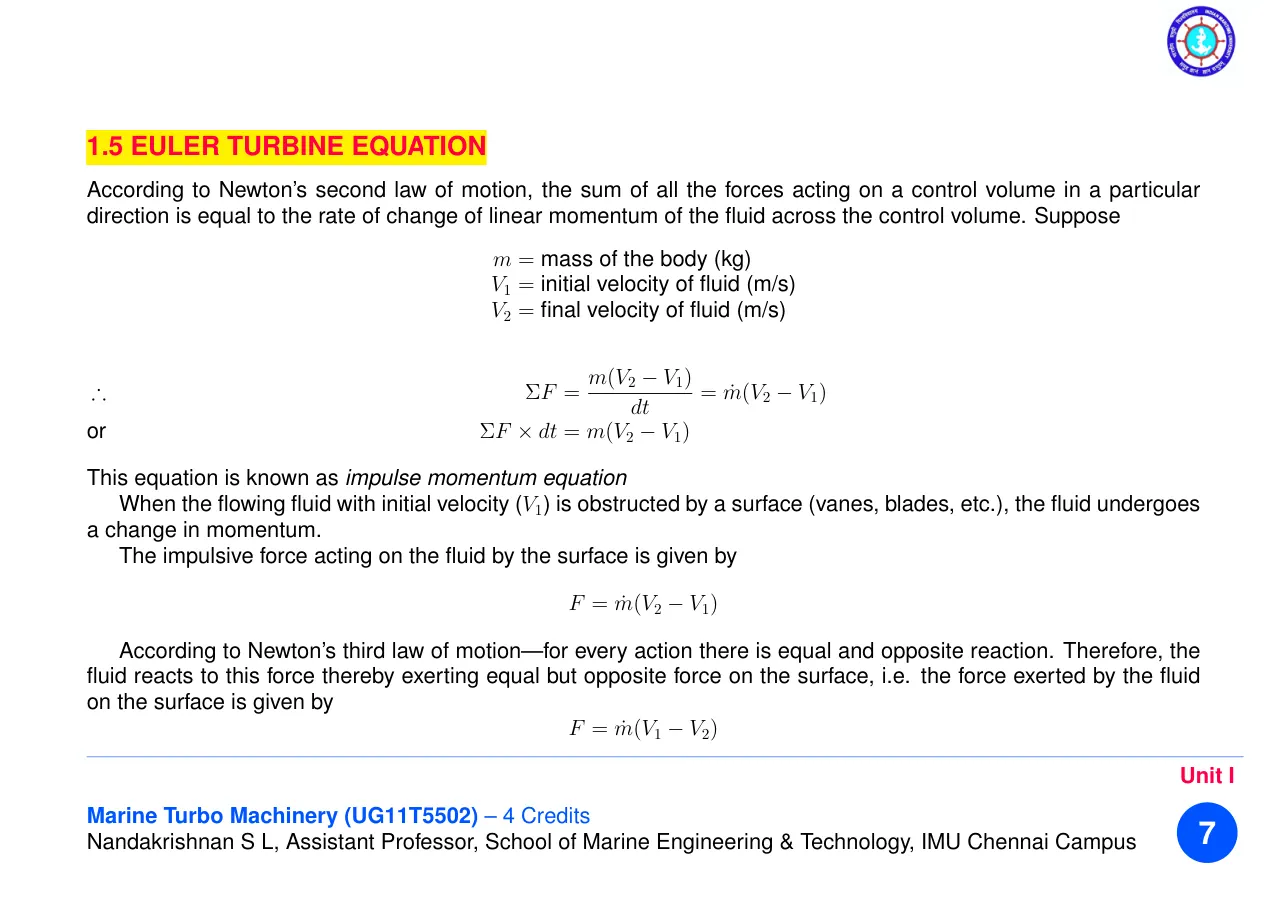 1.5 EULER TURBINE EQUATION
According to Newton's second law of motion, the sum of all the forces acting on a control volume in a particular
direction is equal to the rate of change of linear momentum of the fluid across the control volume. Suppose
m = mass of the body (kg)
V₁ = initial velocity of fluid (m/s)
V₂ = final velocity of fluid (m/s)
∴ ΣF = m(V₂ − V₁)/dt = ṁ(V₂ − V₁)
or ΣF × dt = m(V₂ − V₁)
This equation is known as impulse momentum equation
When the flowing fluid with initial velocity (V₁) is obstructed by a surface (vanes, blades, etc.), the fluid undergoes
a change in momentum.
The impulsive force acting on the fluid by the surface is given by
F = ṁ(V₂ − V₁)
According to Newton's third law of motion—for every action there is equal and opposite reaction. Therefore, the
fluid reacts to this force thereby exerting equal but opposite force on the surface, i.e. the force exerted by the fluid
on the surface is given by
F = ṁ(V₁ − V₂)
Unit I
Marine Turbo Machinery (UG11T5502) – 4 Credits
Nandakrishnan S L, Assistant Professor, School of Marine Engineering & Technology, IMU Chennai Campus
7